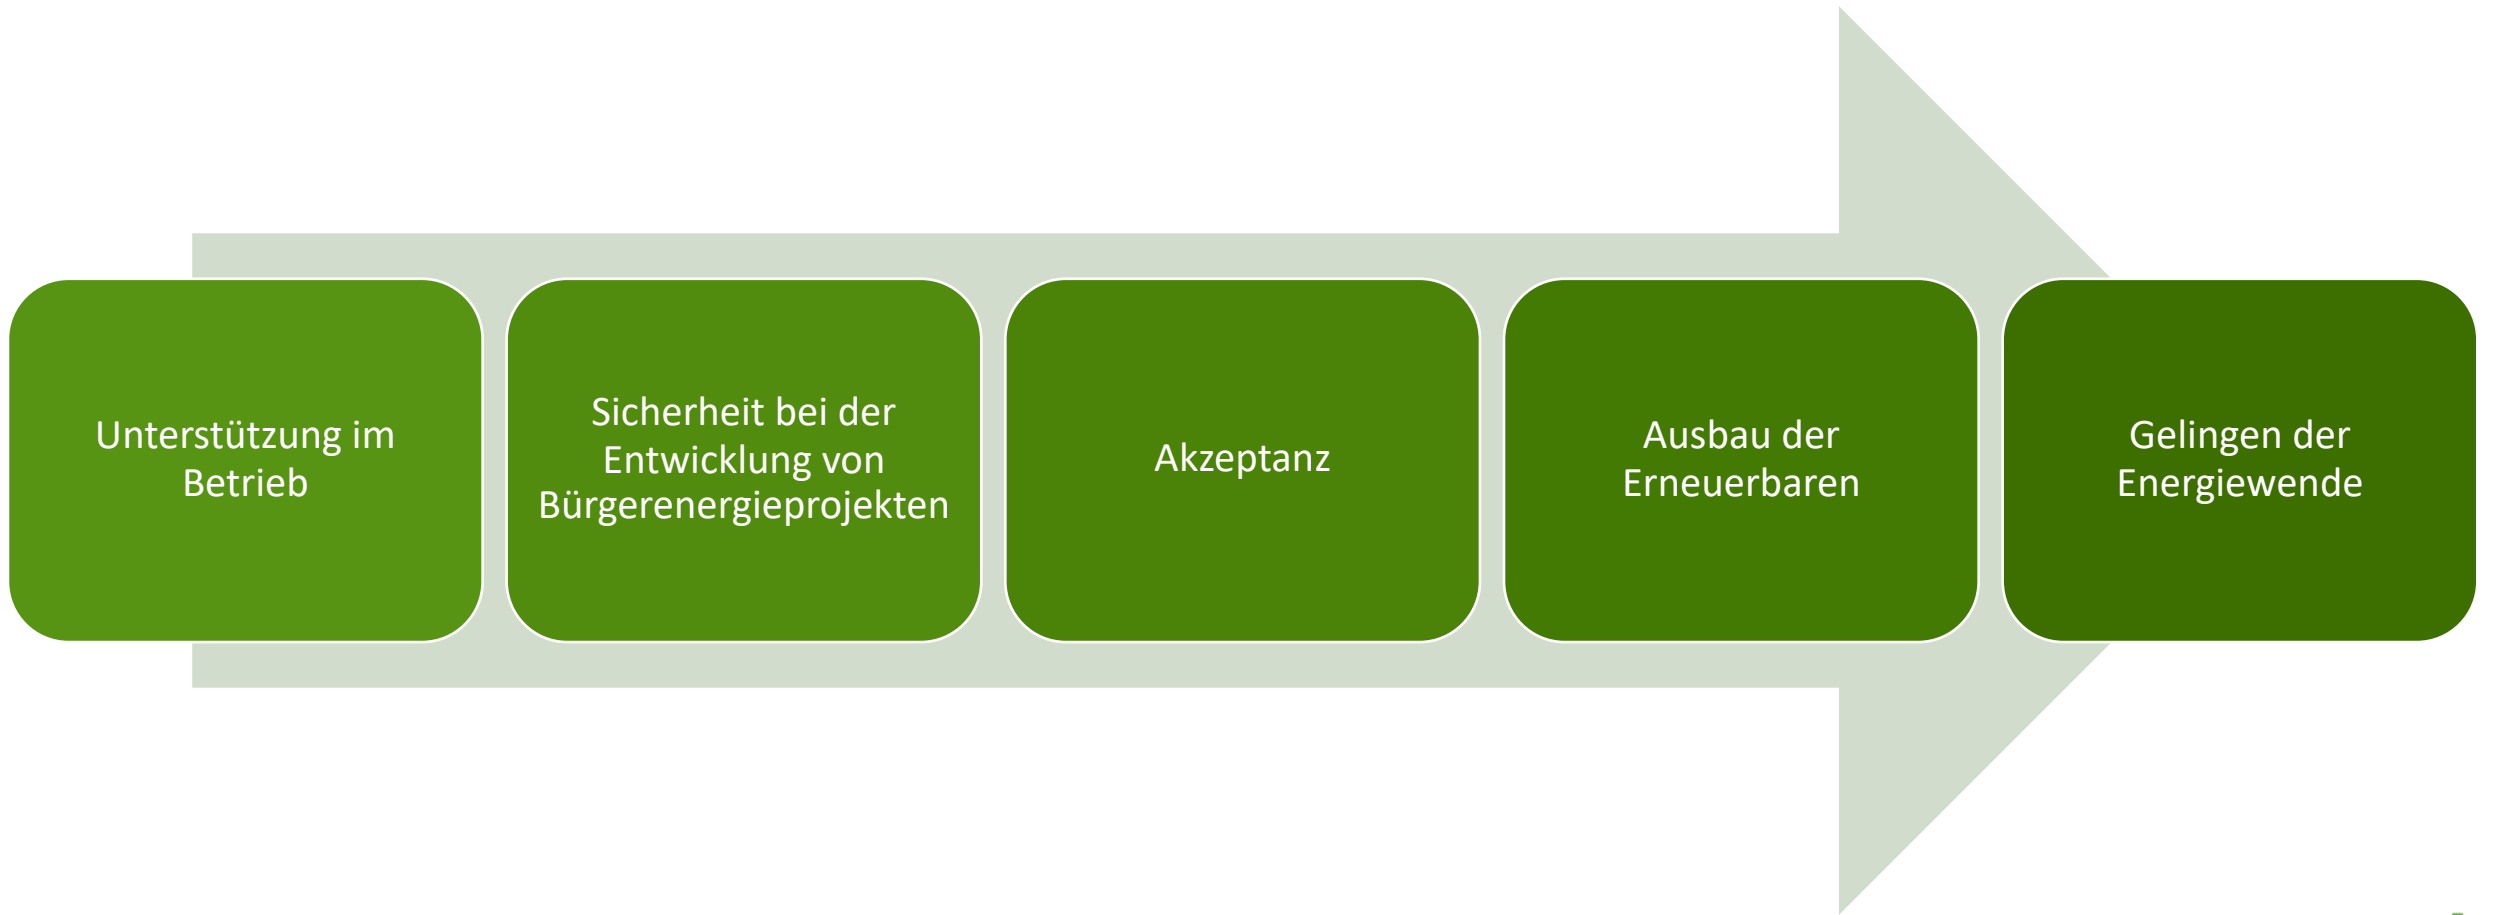 Unterstützung im
Betrieb
Sicherheit bei der
Entwicklung von
Bürgerenergieprojekten
Akzeptanz
Ausbau der
Erneuerbaren
Gelingen der
Energiewende